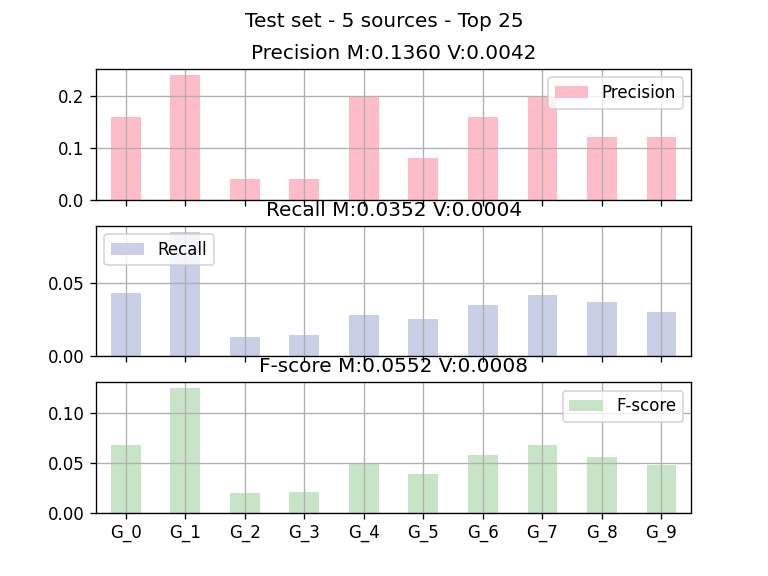 Test set - 5 sources - Top 25
Precision M:0.1360 V:0.0042
0.2
0.1
0.0
Precision
Recall M:0.0352 V:0.0004
0.05
0.00
Recall
F-score M:0.0552 V:0.0008
0.10
0.05
0.00
F-score
G_0 G_1 G_2 G_3 G_4 G_5 G_6 G_7 G_8 G_9